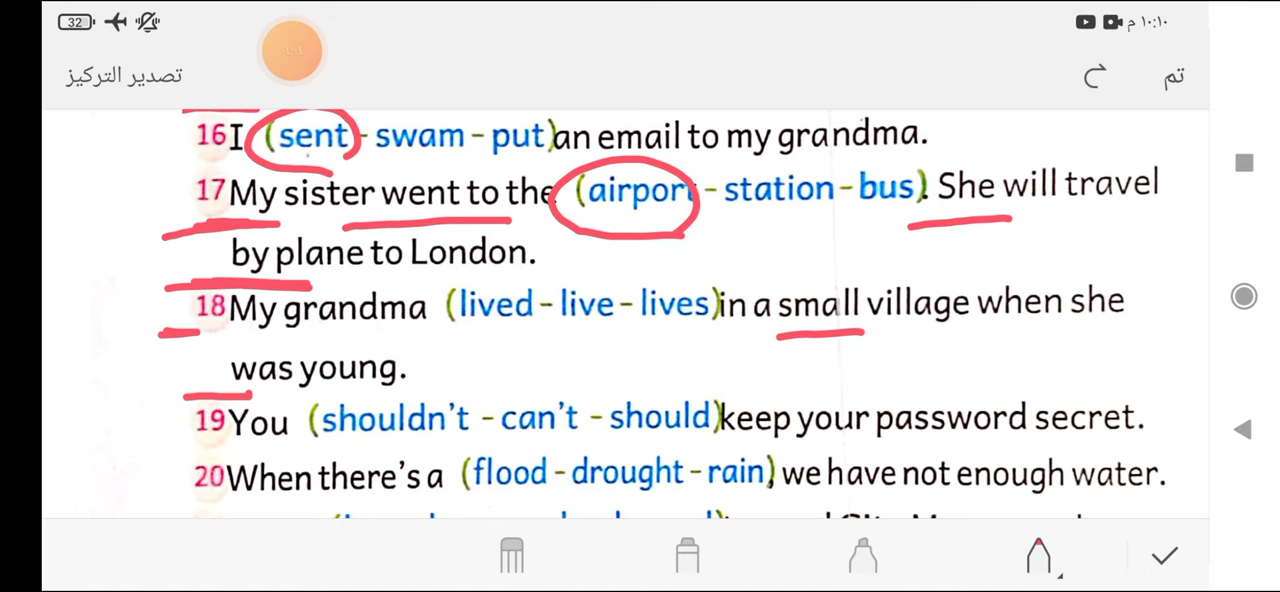 32
م ١٠:١٠
تصدير التركيز
تم
16 I (sent - swam - put) an email to my grandma.
17 My sister went to the (airport - station - bus). She will travel
by plane to London.
18 My grandma (lived - live - lives) in a small village when she
was young.
19 You (shouldn't - can't - should) keep your password secret.
20 When there's a (flood - drought - rain) we have not enough water.